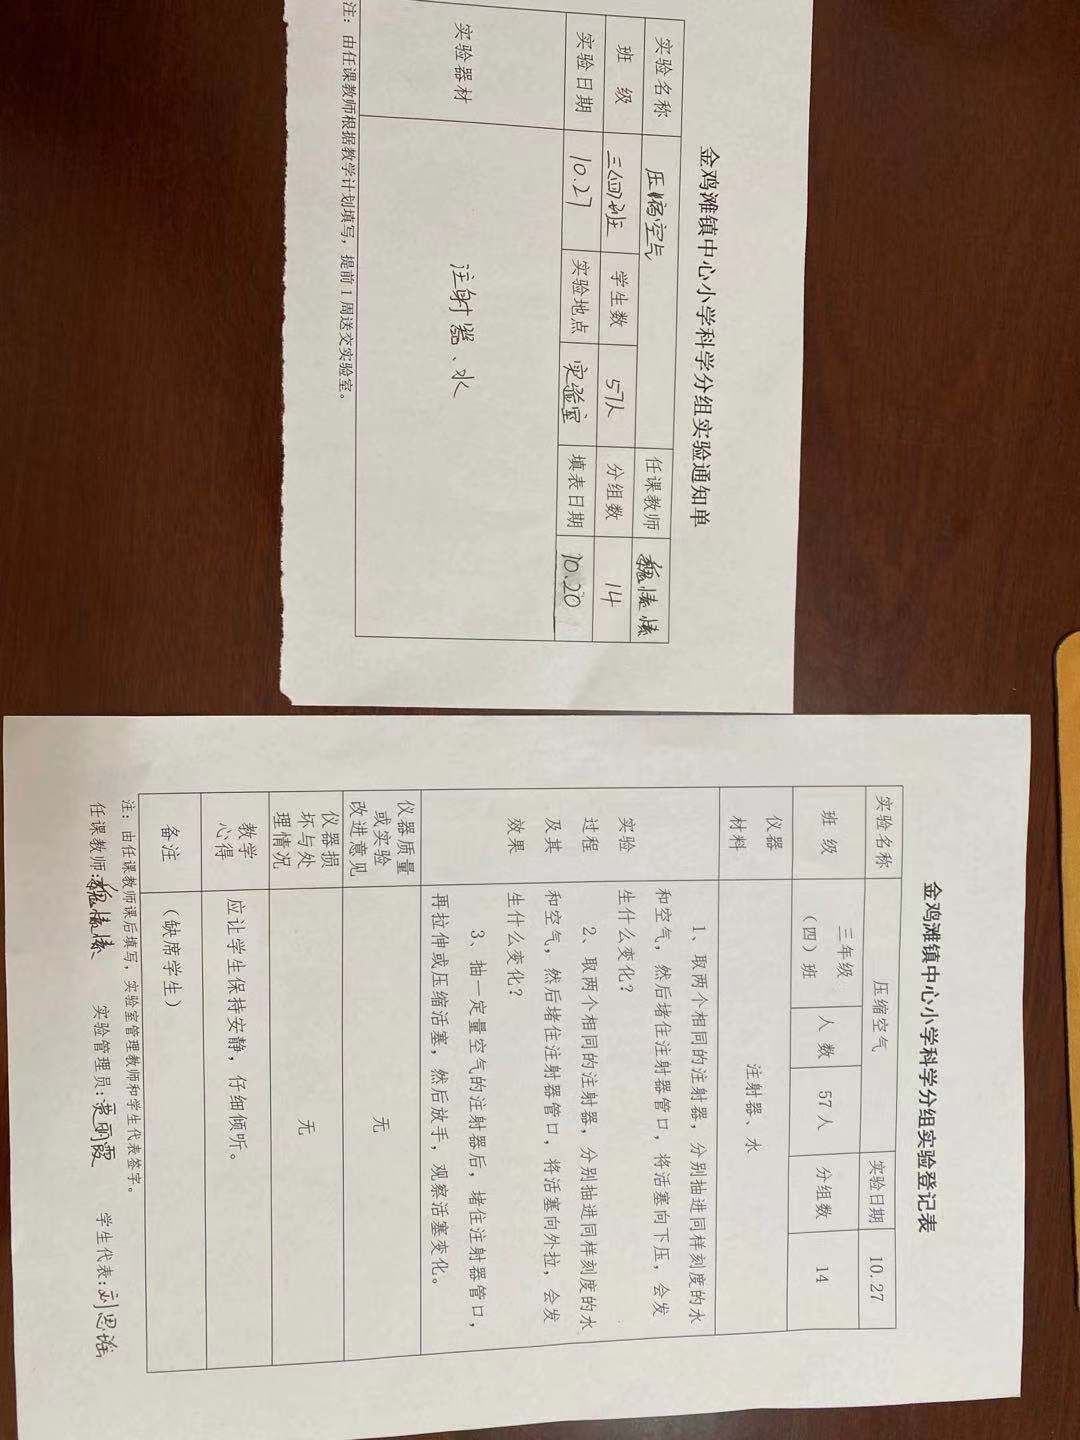 金鸡滩镇中心小学科学分组实验通知单
实验名称 压缩空气 任课教师
班 级 三(四)班 学生数 57人 分组数 14
实验日期 10.27 实验地点 实验室 填表日期 10.20
实验器材 注射器、水
注：由任课教师根据教学计划填写，提前1周送交实验室。
金鸡滩镇中心小学科学分组实验登记表
实验名称 压缩空气 实验日期 10.27
班 级 三年级
（四）班 人 数 57人 分组数 14
仪器
材料 注射器、水
实验
过程
及其
效果
1、取两个相同的注射器，分别抽进同样刻度的水
和空气，然后堵住注射器管口，将活塞向下压，会发
生什么变化？
2、取两个相同的注射器，分别抽进同样刻度的水
和空气，然后堵住注射器管口，将活塞向外拉，会发
生什么变化？
3、抽一定量空气的注射器后，堵住注射器管口，
再拉伸或压缩活塞，然后放手，观察活塞变化。
仪器质量
或实验
改进意见 无
仪器损
坏与处
理情况 无
教学
心得 应让学生保持安静，仔细倾听。
备注 （缺席学生）
注：由任课教师课后填写，实验室管理教师和学生代表签字。
任课教师: 实验管理员: 学生代表: